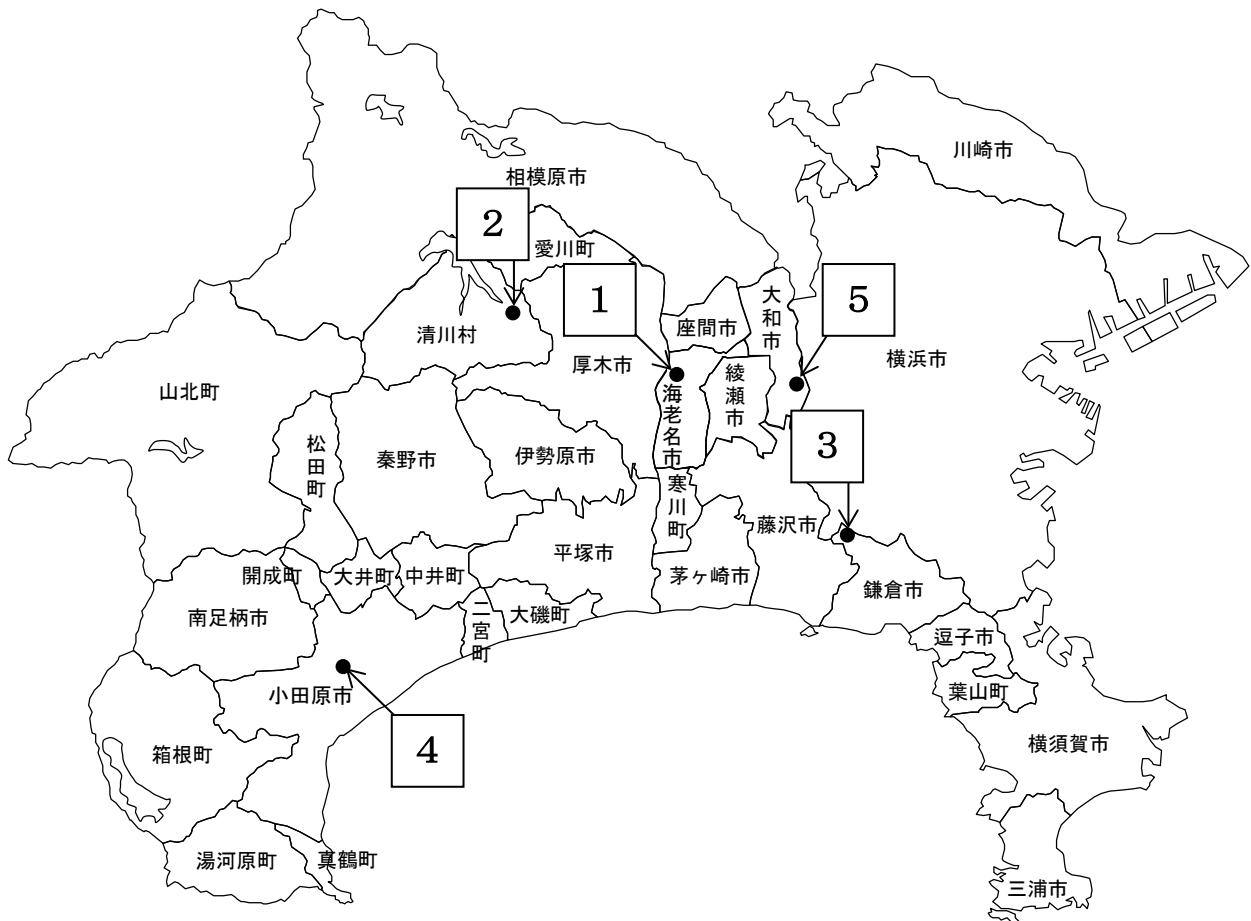 川崎市
相模原市
2
愛川町
1
大和市
5
座間市
清川村
厚木市
横浜市
山北町
綾瀬市
海老名市
3
松田町
秦野市
伊勢原市
寒川町
藤沢市
平塚市
開成町
大井町
中井町
茅ヶ崎市
鎌倉市
南足柄市
二宮町
大磯町
逗子市
小田原市
葉山町
4
箱根町
横須賀市
湯河原町
真鶴町
三浦市